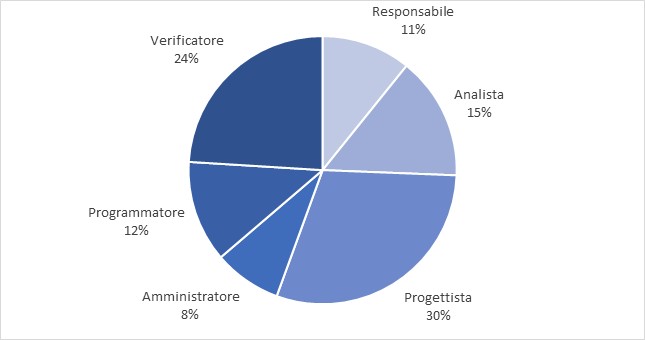 Responsabile
11%
Analista
15%
Progettista
30%
Amministratore
8%
Programmatore
12%
Verificatore
24%